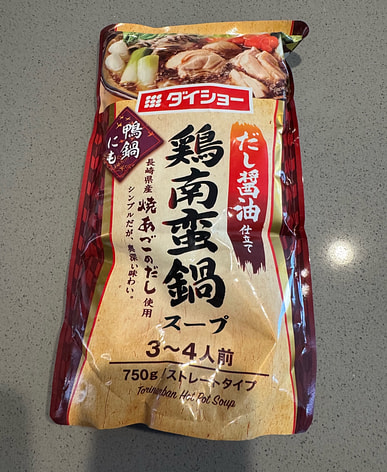 ダイショー
鴨鍋
にも
だし醤油
仕立て
鶏南蛮鍋
スープ
長崎県産
焼あごのだし使用
シンプルだが、奥深い味わい。
3～4人前
750g/ストレートタイプ
Torinanban Hot Pot Soup